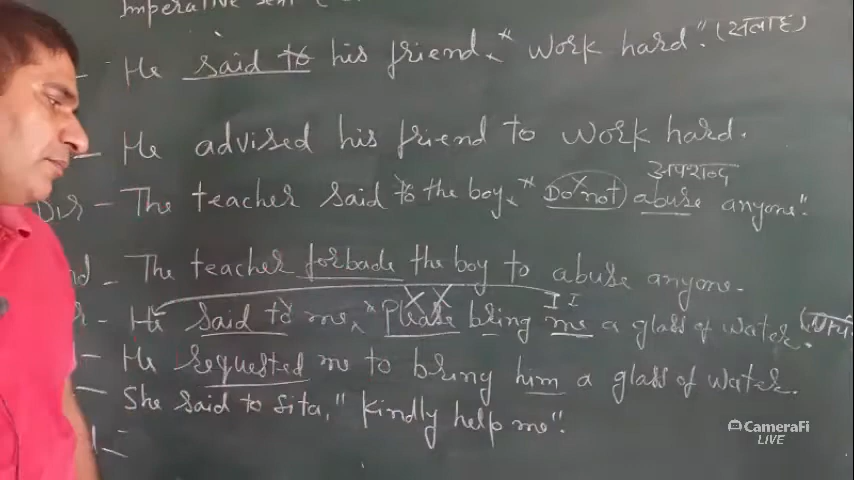 Imperative sent
- He said to his friend, "Work hard". (सलाह)
- He advised his friend to work hard.
अपशब्द
Dir - The teacher said to the boy, "Do not abuse anyone".
nd - The teacher forbade the boy to abuse anyone.
r - He said to me, "Please bring me a glass of water.
- He requested me to bring him a glass of water.
- She said to Sita, "Kindly help me".
CameraFi
LIVE